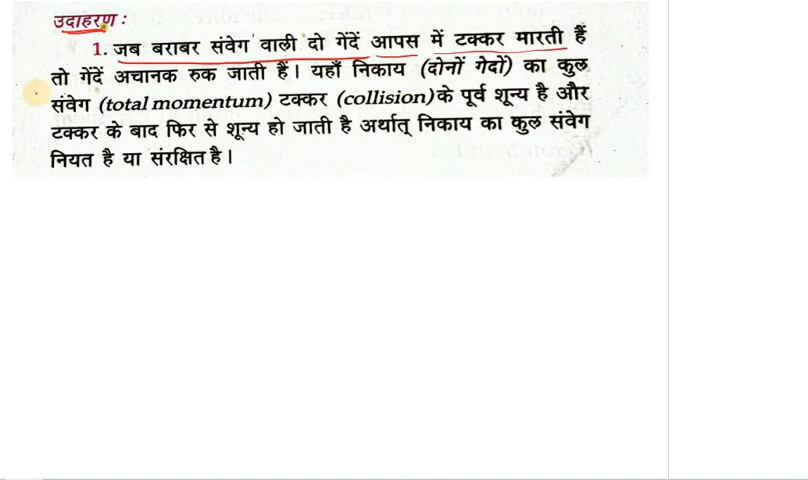 उदाहरण :
1. जब बराबर संवेग वाली दो गेंदें आपस में टक्कर मारती हैं
तो गेंदें अचानक रुक जाती हैं। यहाँ निकाय (दोनों गेदों) का कुल
संवेग (total momentum) टक्कर (collision) के पूर्व शून्य है और
टक्कर के बाद फिर से शून्य हो जाती है अर्थात् निकाय का कुल संवेग
नियत है या संरक्षित है।